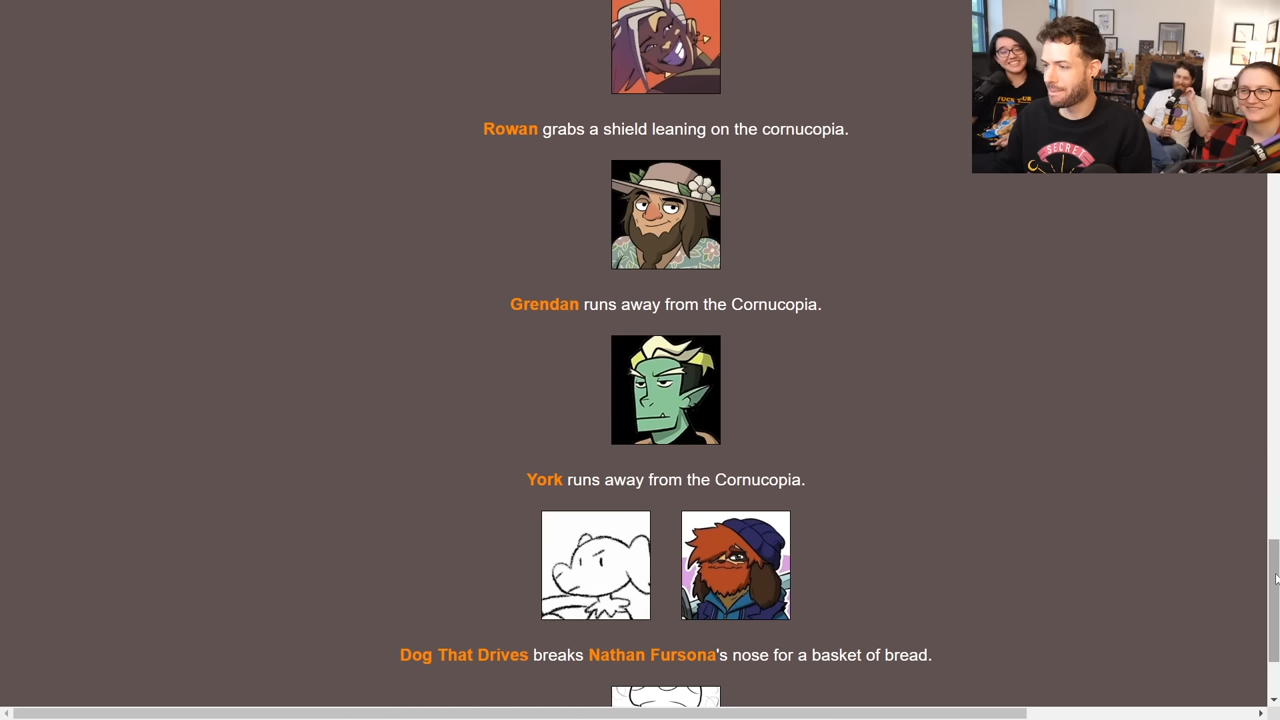 Rowan grabs a shield leaning on the cornucopia.
Grendan runs away from the Cornucopia.
York runs away from the Cornucopia.
Dog That Drives breaks Nathan Fursona's nose for a basket of bread.
SECRET